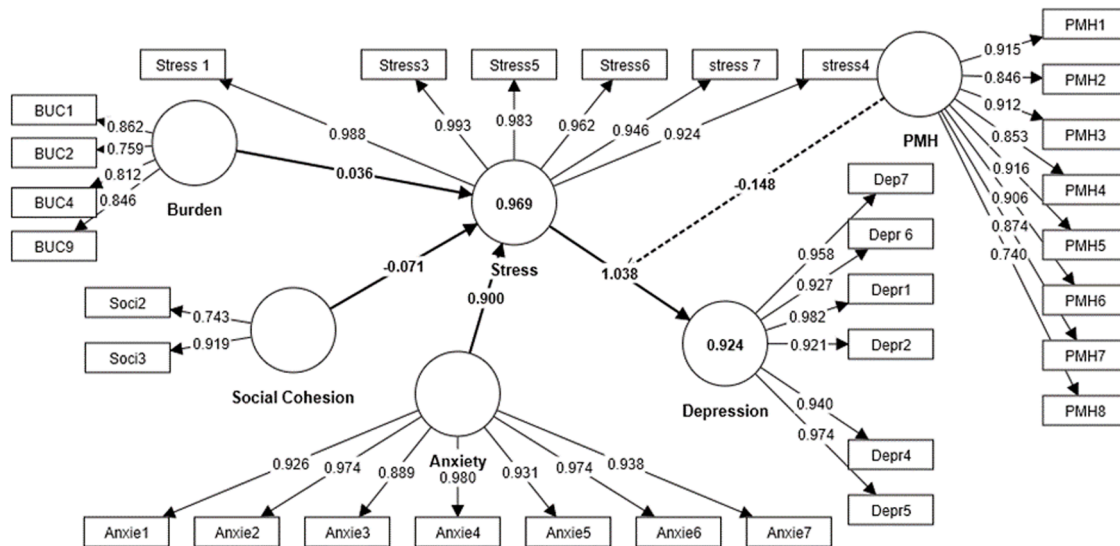 PMH1
0.915
Stress 1
Stress3
Stress5
Stress6
stress 7
stress4
0.846
PMH2
BUC1
0.862
0.912
PMH3
BUC2
0.759
0.988
0.993
0.983
0.962
0.946
0.924
PMH
0.853
BUC4
0.812
0.036
0.916
PMH4
0.846
-0.148
Dep7
0.906
BUC9
Burden
0.969
0.874
PMH5
Depr 6
0.740
0.958
Stress
1.038
0.927
PMH6
-0.071
0.900
Depr1
0.982
Soci2
0.743
0.924
0.921
Depr2
PMH7
Soci3
0.919
Social Cohesion
Depression
0.940
PMH8
0.974
Depr4
Anxiety
0.926
0.974
0.889
0.980
0.931
0.974
0.938
Depr5
Anxie1
Anxie2
Anxie3
Anxie4
Anxie5
Anxie6
Anxie7